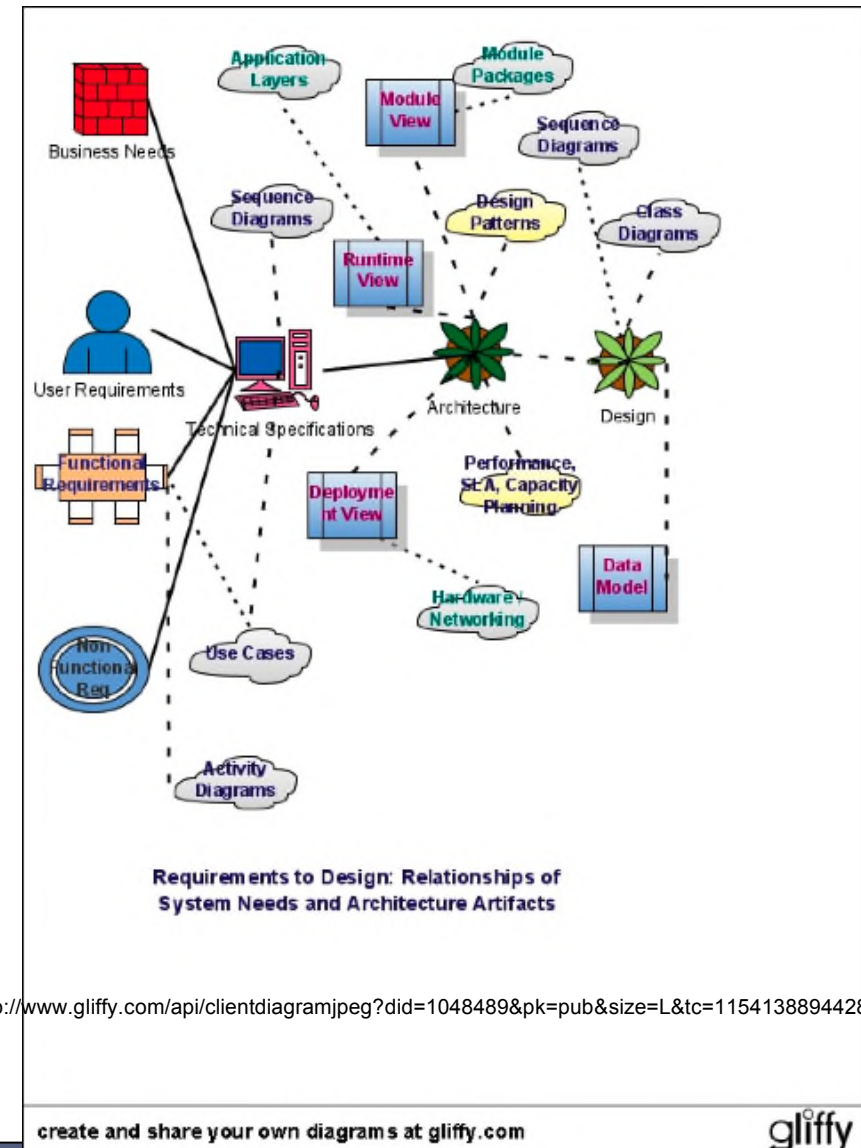 Application
Layers
Module
Packages
Module
View
Business Needs
Sequence
Diagrams
Sequence
Diagrams
Design
Patterns
Class
Diagrams
Runtime
View
User Requirements
Technical Specifications
Architecture
Design
Functional
Requirements
Performance,
SLA, Capacity
Planning
Deployme
nt View
Data
Model
Hardware /
Networking
Non
Functional
Req
Use Cases
Activity
Diagrams
Requirements to Design: Relationships of
System Needs and Architecture Artifacts
p://www.gliffy.com/api/clientdiagramjpeg?did=1048489&pk=pub&size=L&tc=1154138894428
create and share your own diagrams at gliffy.com
gliffy